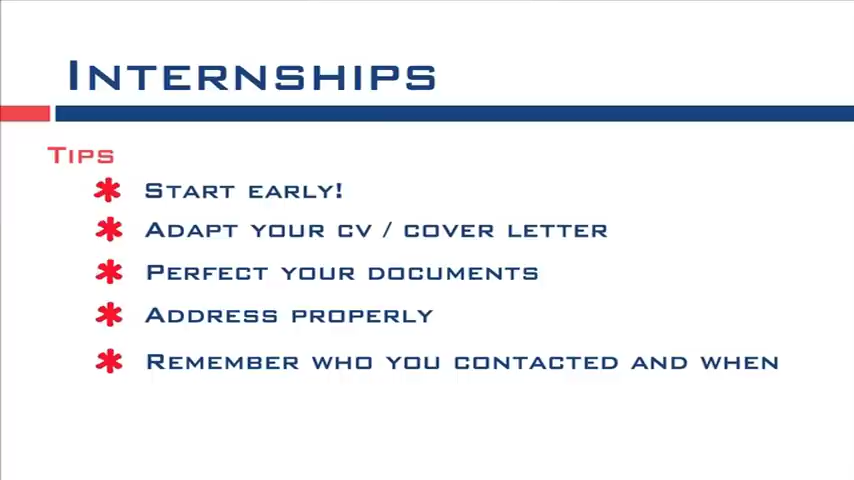 Internships
Tips
Start early!
Adapt your cv / cover letter
Perfect your documents
Address properly
Remember who you contacted and when